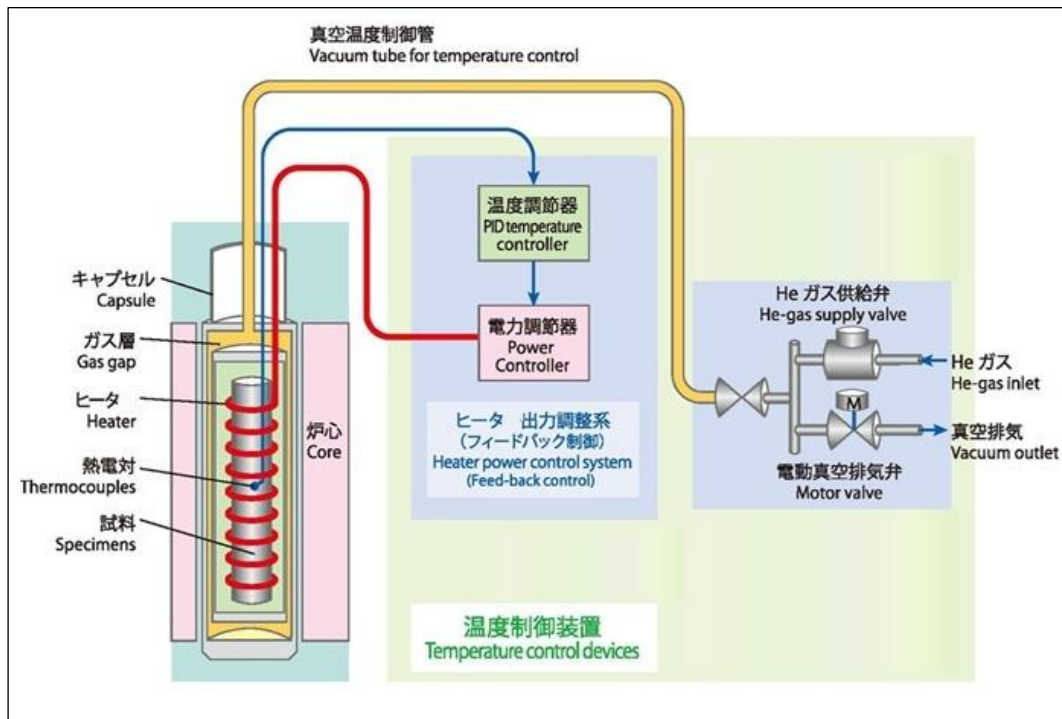 真空温度制御管
Vacuum tube for temperature control
温度調節器
PID temperature
controller
キャプセル
Capsule
He ガス供給弁
He-gas supply valve
ガス層
Gas gap
電力調節器
Power
Controller
He ガス
He-gas inlet
ヒータ
Heater
炉心
Core
M
ヒータ 出力調整系
(フィードバック制御)
Heater power control system
(Feed-back control)
真空排気
Vacuum outlet
熱電対
Thermocouples
電動真空排気弁
Motor valve
試料
Specimens
温度制御装置
Temperature control devices